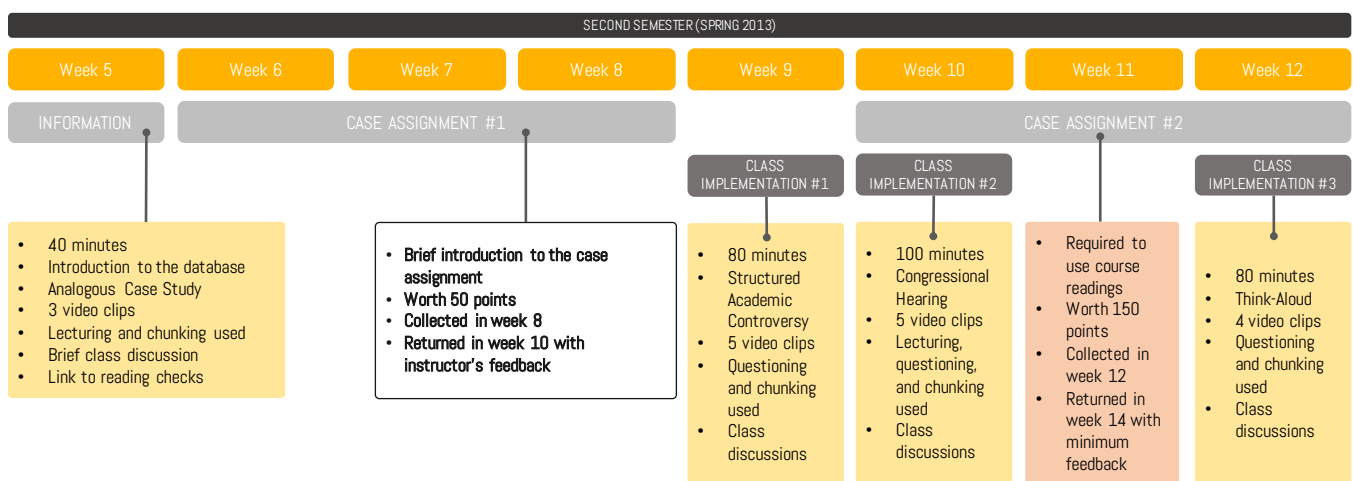 SECOND SEMESTER (SPRING 2013)
Week 5
Week 6
Week 7
Week 8
Week 9
Week 10
Week 11
Week 12
INFORMATION
CASE ASSIGNMENT #1
CASE ASSIGNMENT #2
CLASS
IMPLEMENTATION #1
CLASS
IMPLEMENTATION #2
CLASS
IMPLEMENTATION #3
• 40 minutes
• Introduction to the database
• Analogous Case Study
• 3 video clips
• Lecturing and chunking used
• Brief class discussion
• Link to reading checks
• Brief introduction to the case
assignment
• Worth 50 points
• Collected in week 8
• Returned in week 10 with
instructor's feedback
• 80 minutes
• Structured
Academic
Controversy
• 5 video clips
• Questioning
and chunking
used
• Class
discussions
• 100 minutes
• Congressional
Hearing
• 5 video clips
• Lecturing,
questioning,
and chunking
used
• Class
discussions
• Required to
use course
readings
• Worth 150
points
• Collected in
week 12
• Returned in
week 14 with
minimum
feedback
• 80 minutes
• Think-Aloud
• 4 video clips
• Questioning
and chunking
used
• Class
discussions